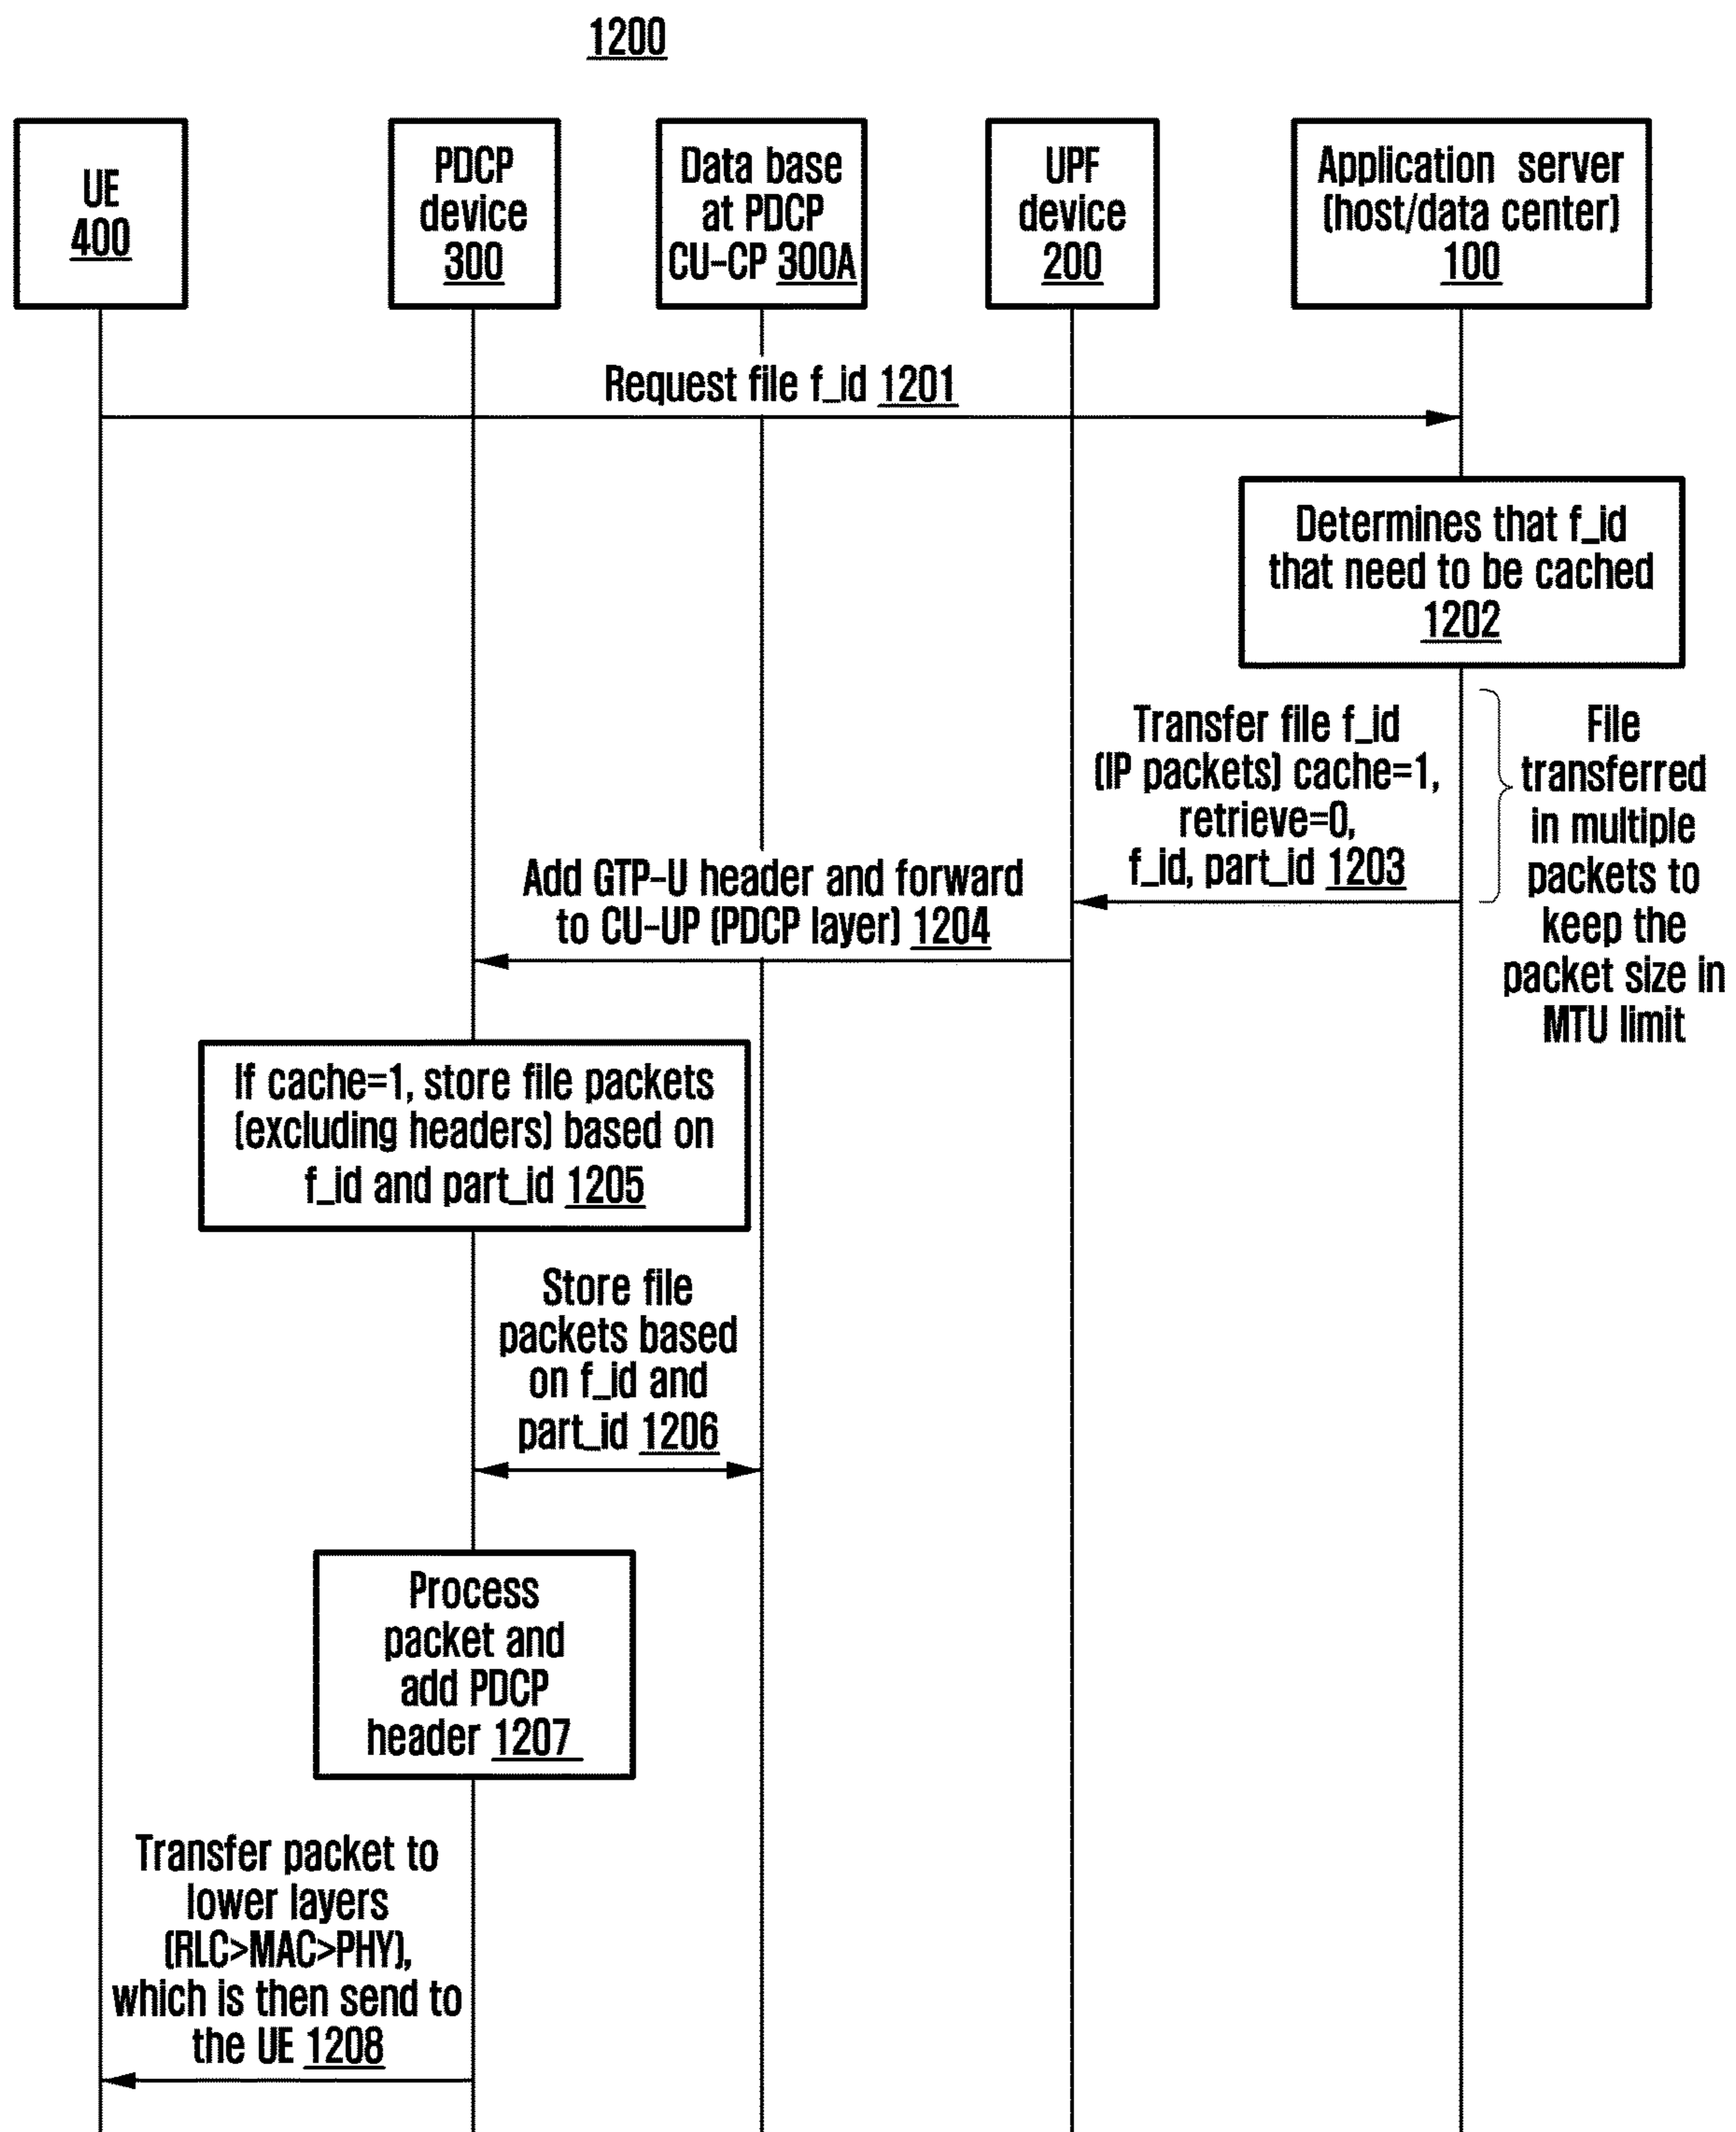 1200
UE
400
PDCP
device
300
Data base
at PDCP
CU-CP 300A
UPF
device
200
Application server
(host/data center)
100
Request file f_id 1201
Determines that f_id
that need to be cached
1202
Transfer file f_id
(IP packets) cache=1,
retrieve=0,
f_id, part_id 1203
File
transferred
in multiple
packets to
keep the
packet size in
MTU limit
Add GTP-U header and forward
to CU-UP (PDCP layer) 1204
If cache=1, store file packets
(excluding headers) based on
f_id and part_id 1205
Store file
packets based
on f_id and
part_id 1206
Process
packet and
add PDCP
header 1207
Transfer packet to
lower layers
(RLC>MAC>PHY),
which is then send to
the UE 1208